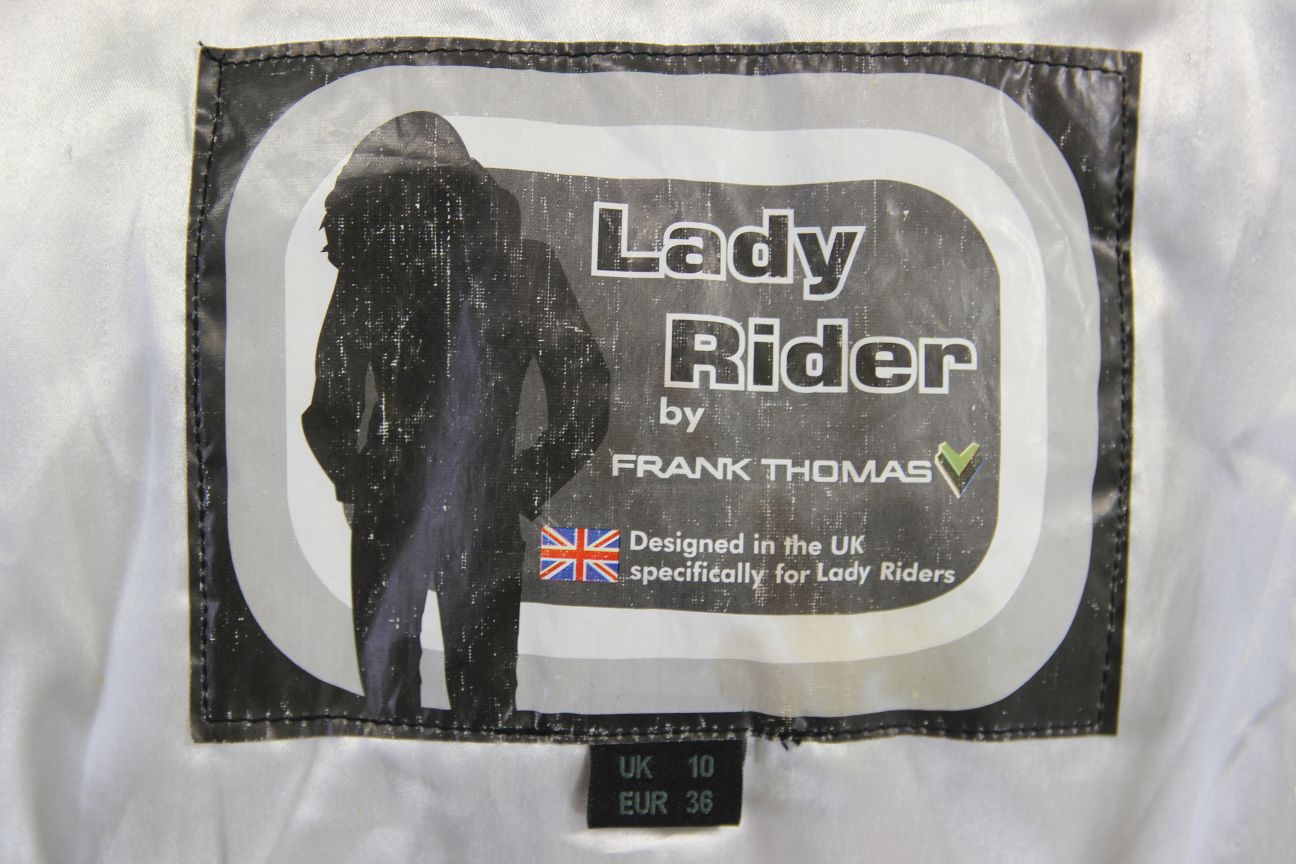 Lady
Rider
by
FRANK THOMAS
Designed in the UK
specifically for Lady Riders
UK 10
EUR 36